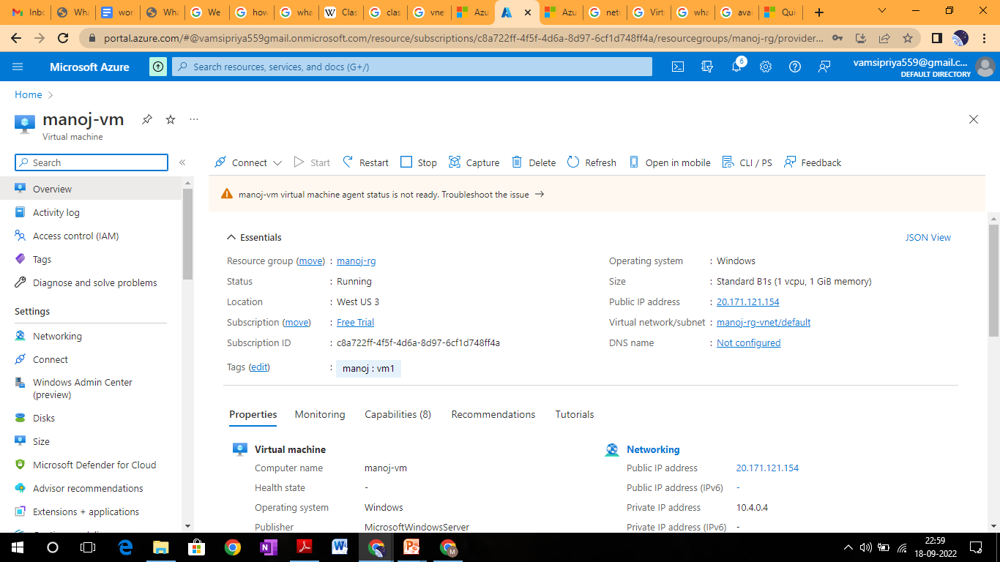 Inbo
Wha
wor
Wha
We
how
wha
Clas
clas
vne
Azu
Azu
netv
Virtu
wha
avai
Qui
portal.azure.com/#@vamsipriya559gmail.onmicrosoft.com/resource/subscriptions/c8a722ff-4f5f-4d6a-8d97-6cf1d748ff4a/resourcegroups/manoj-rg/provider...
Microsoft Azure
Search resources, services, and docs (G+/)
6
vamsipriya559@gmail.c...
DEFAULT DIRECTORY
Home
manoj-vm
Virtual machine
Search
Connect
Start
Restart
Stop
Capture
Delete
Refresh
Open in mobile
CLI / PS
Feedback
manoj-vm virtual machine agent status is not ready. Troubleshoot the issue →
Overview
Activity log
Access control (IAM)
Tags
Diagnose and solve problems
Settings
Networking
Connect
Windows Admin Center
(preview)
Disks
Size
Microsoft Defender for Cloud
Advisor recommendations
Extensions + applications
Essentials
JSON View
Resource group (move) : manoj-rg
Status : Running
Location : West US 3
Subscription (move) : Free Trial
Subscription ID : c8a722ff-4f5f-4d6a-8d97-6cf1d748ff4a
Tags (edit) : manoj : vm1
Operating system : Windows
Size : Standard B1s (1 vcpu, 1 GiB memory)
Public IP address : 20.171.121.154
Virtual network/subnet : manoj-rg-vnet/default
DNS name : Not configured
Properties
Monitoring
Capabilities (8)
Recommendations
Tutorials
Virtual machine
Computer name manoj-vm
Health state -
Operating system Windows
Publisher MicrosoftWindowsServer
Networking
Public IP address 20.171.121.154
Public IP address (IPv6) -
Private IP address 10.4.0.4
Private IP address (IPv6) -
22:59
18-09-2022